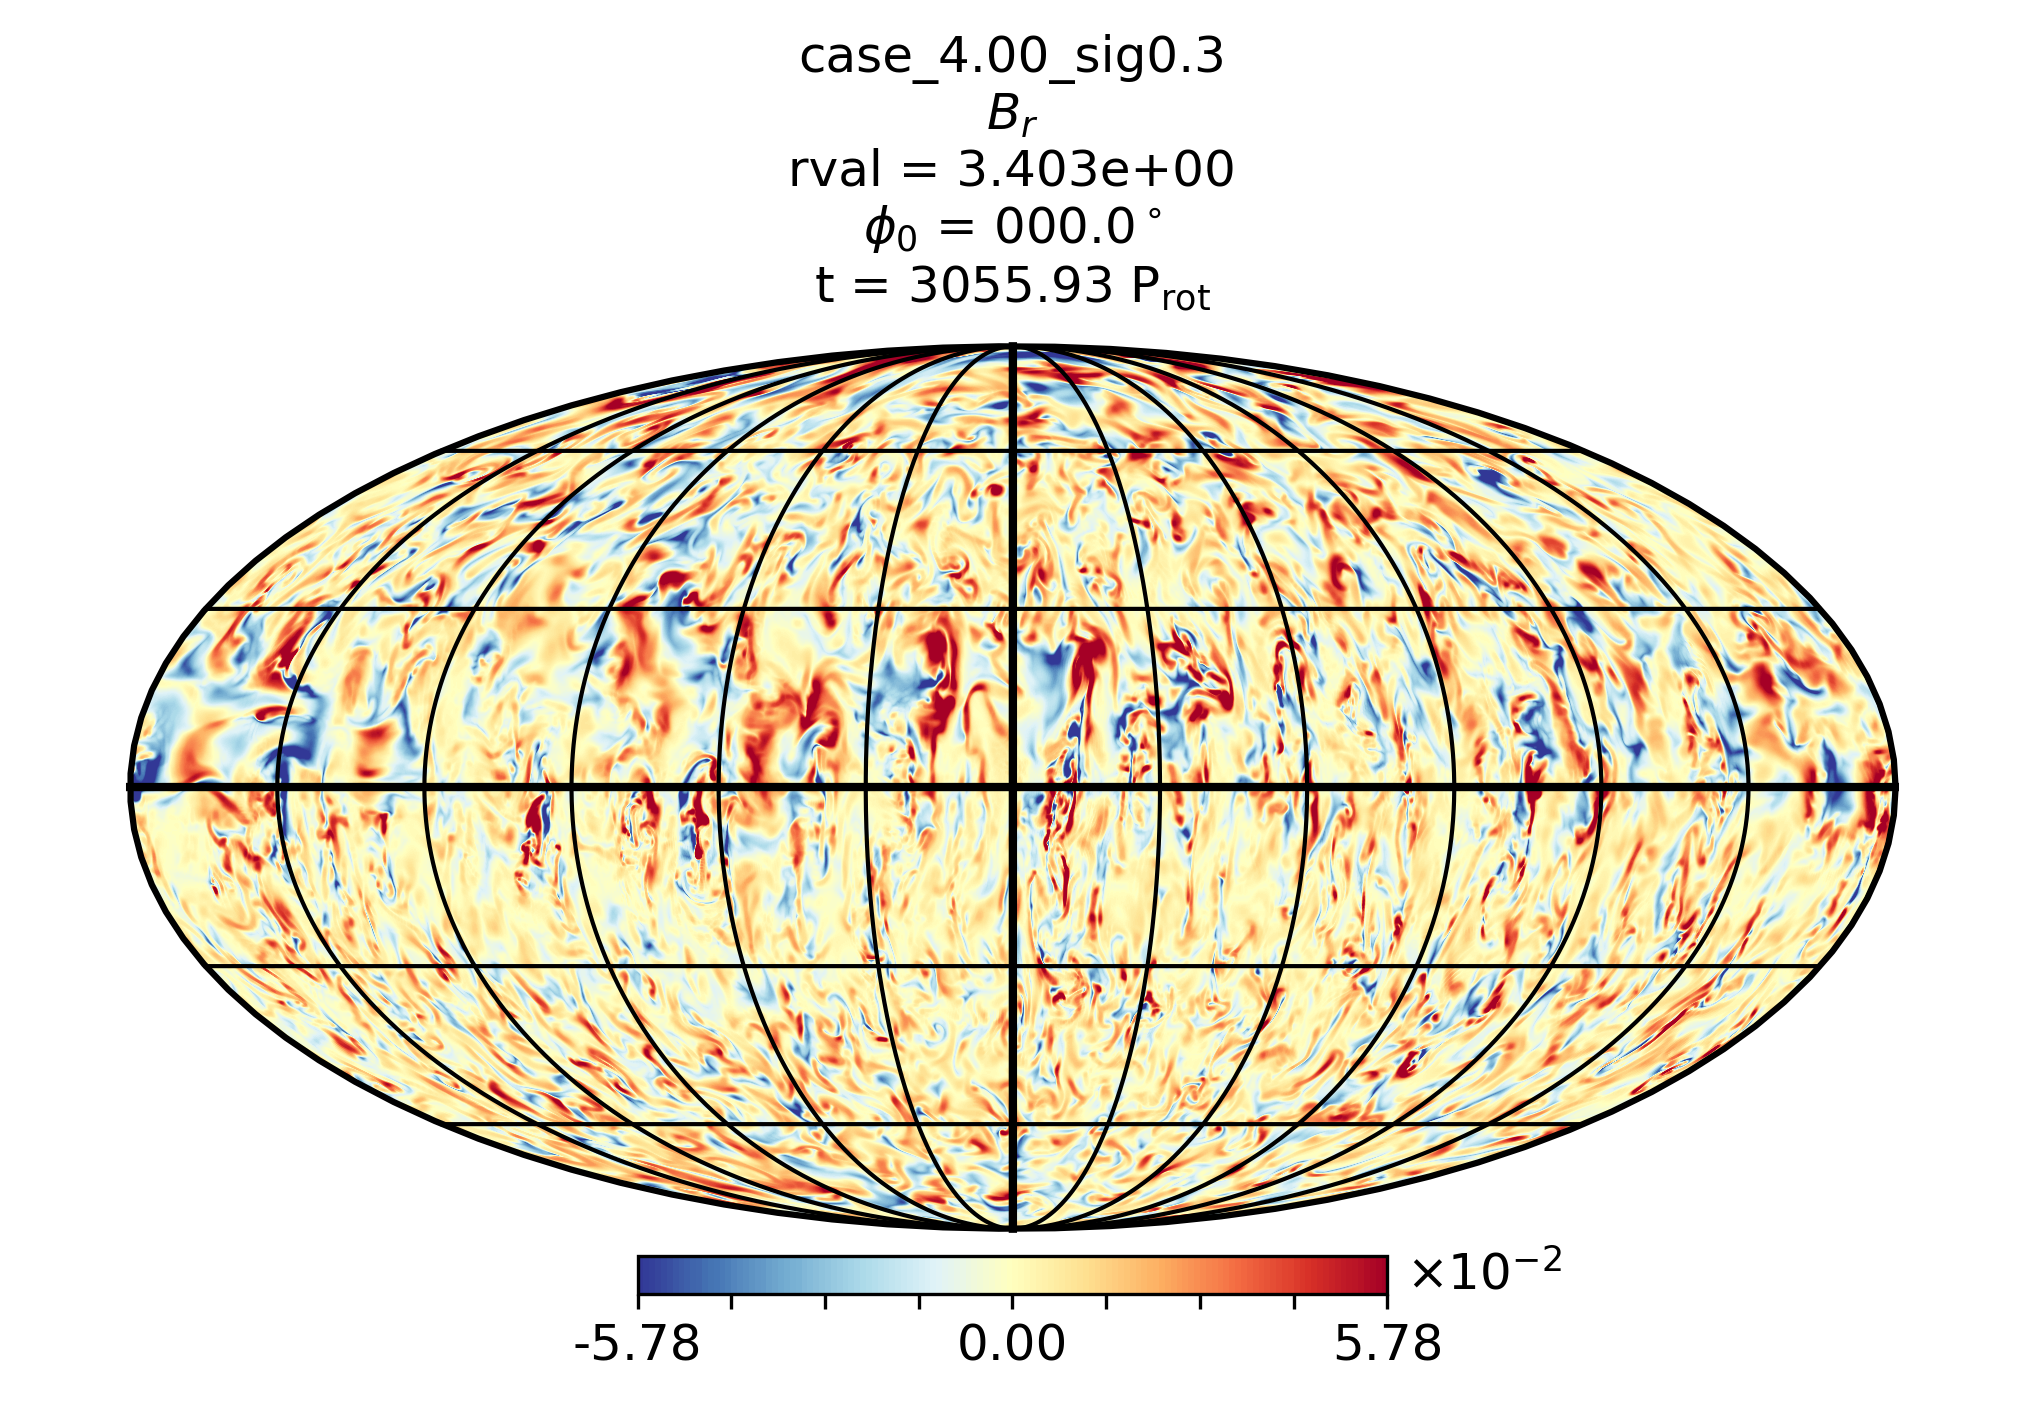 case_4.00_sig0.3
B_r
rval = 3.403e+00
ϕ_0 = 000.0°
t = 3055.93 P_rot
×10^−2
-5.78 0.00 5.78